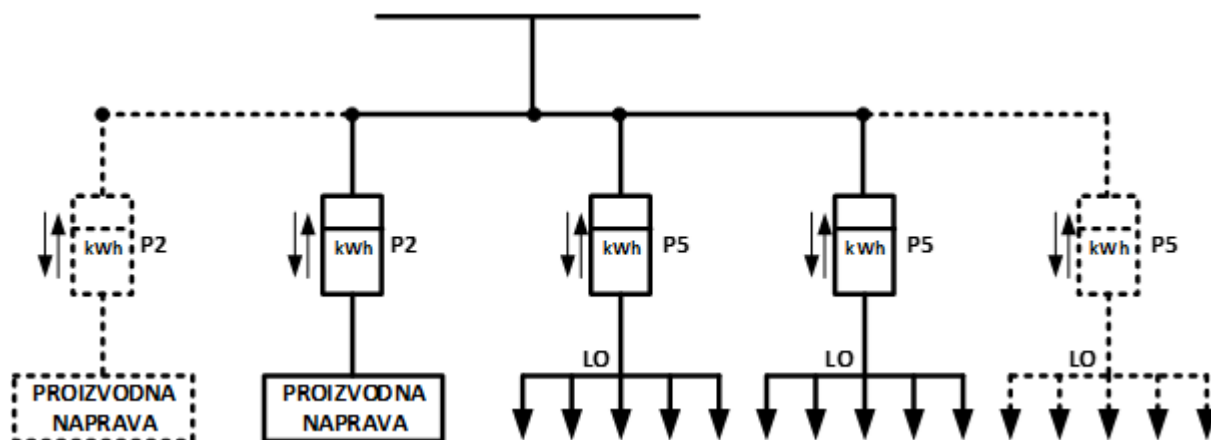 kWh P2
kWh P2
kWh P5
kWh P5
kWh P5
LO
LO
LO
PROIZVODNA
NAPRAVA
PROIZVODNA
NAPRAVA